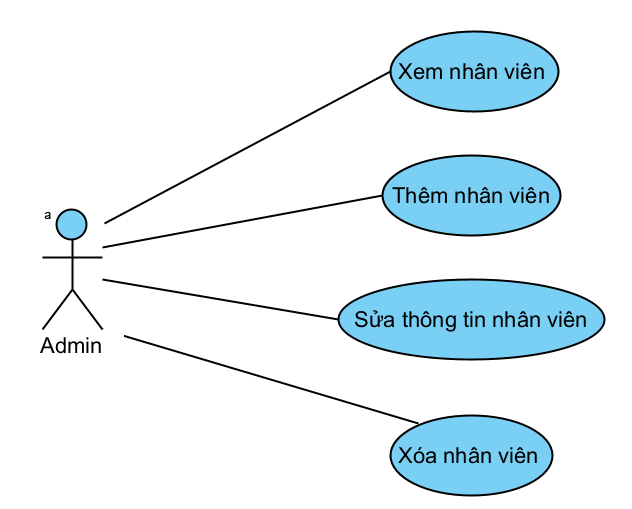 Xem nhân viên
Thêm nhân viên
a
Sửa thông tin nhân viên
Admin
Xóa nhân viên